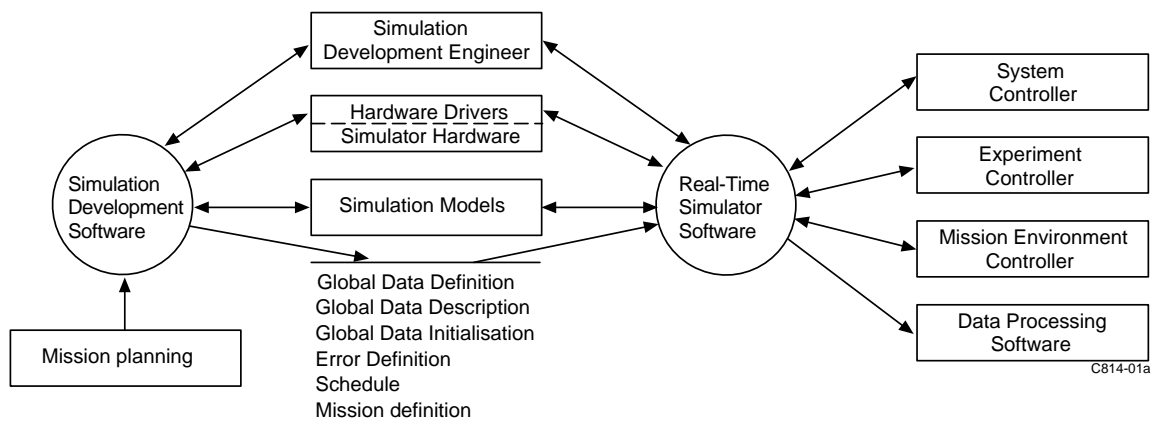 Simulation
Development Engineer
Hardware Drivers
Simulator Hardware
Simulation Models
Simulation
Development
Software
Mission planning
Global Data Definition
Global Data Description
Global Data Initialisation
Error Definition
Schedule
Mission definition
Real-Time
Simulator
Software
System
Controller
Experiment
Controller
Mission Environment
Controller
Data Processing
Software
C814-01a